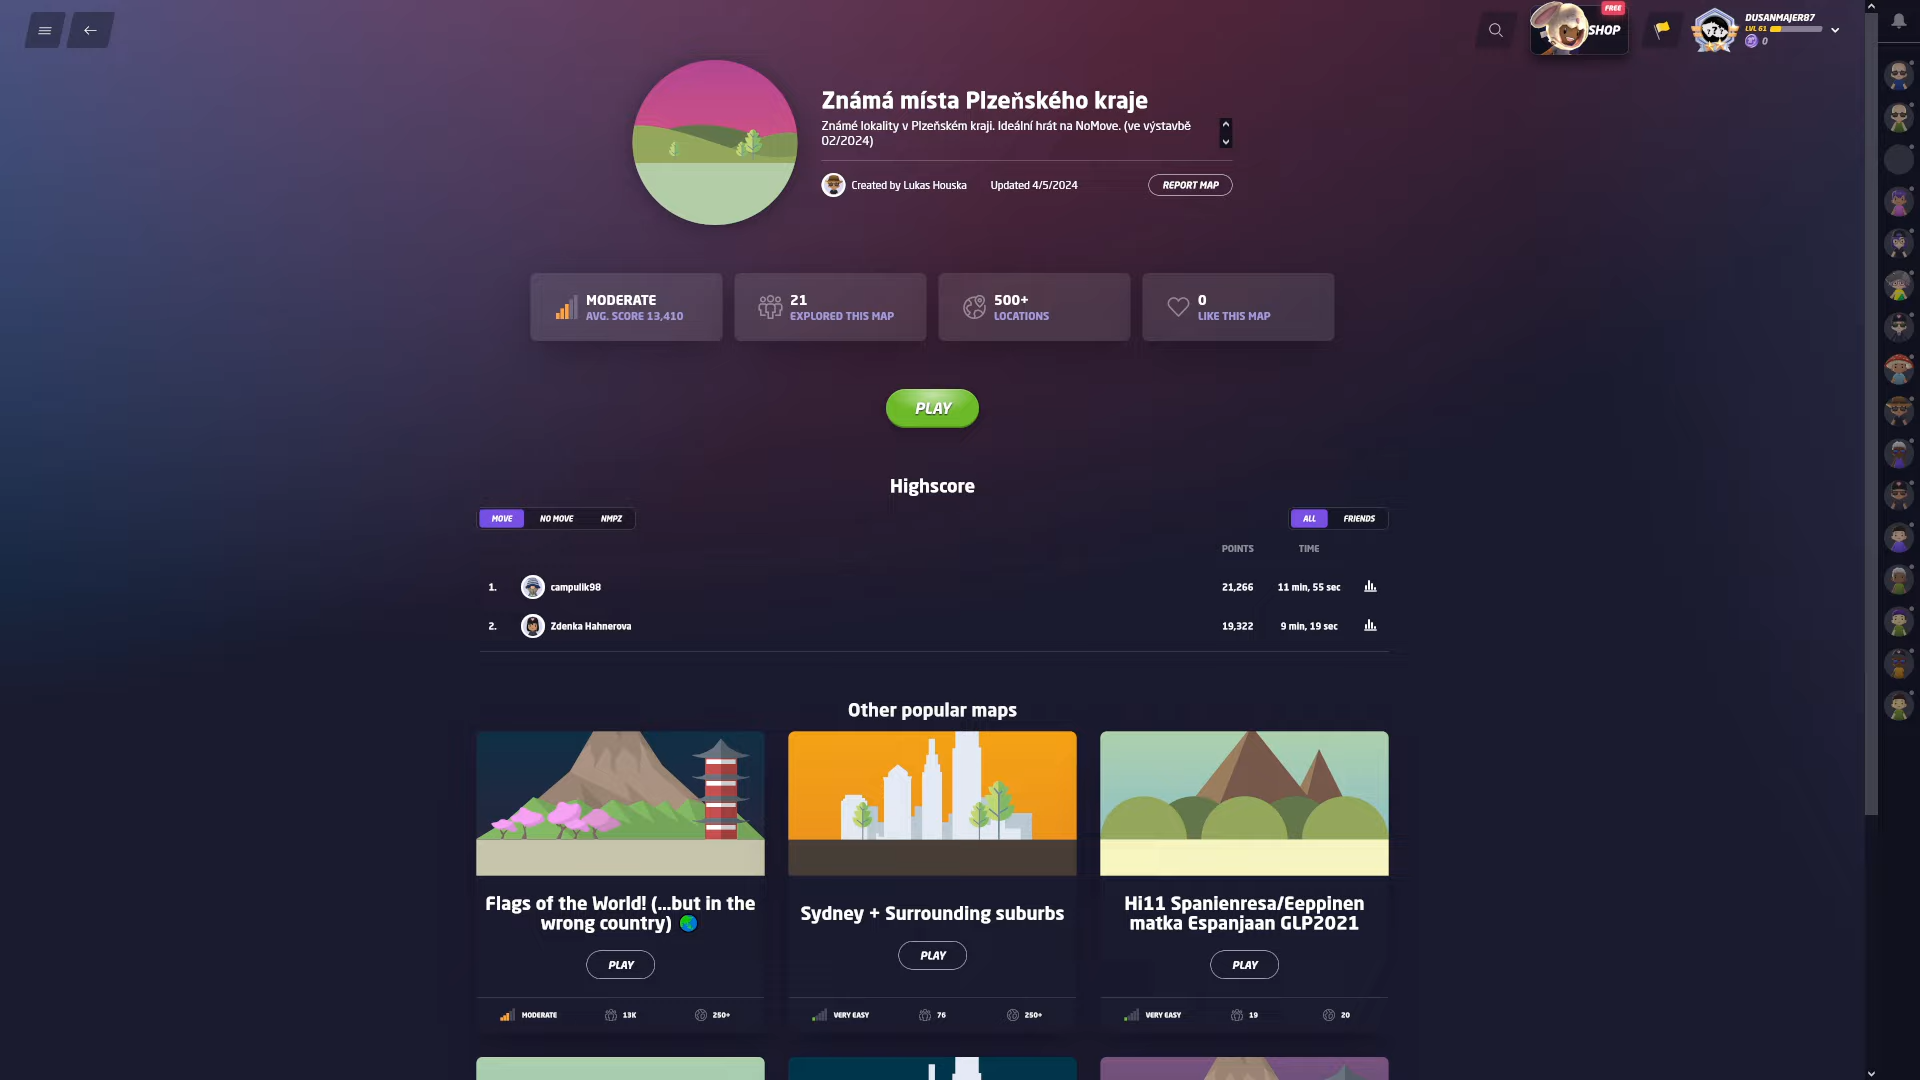 FREE
SHOP
DUSANMAJER87
LVL 61
0
Známá místa Plzeňského kraje
Známé lokality v Plzeňském kraji. Ideální hrát na NoMove. (ve výstavbě
02/2024)
Created by Lukas Houska
Updated 4/5/2024
REPORT MAP
MODERATE
AVG. SCORE 13,410
21
EXPLORED THIS MAP
500+
LOCATIONS
0
LIKE THIS MAP
PLAY
Highscore
MOVE
NO MOVE
NMPZ
ALL
FRIENDS
POINTS
TIME
1.
campulik98
21,266
11 min, 55 sec
2.
Zdenka Hahnerova
19,322
9 min, 19 sec
Other popular maps
Flags of the World! (...but in the
wrong country)
PLAY
MODERATE
13K
250+
Sydney + Surrounding suburbs
PLAY
VERY EASY
76
250+
Hi11 Spanienresa/Eeppinen
matka Espanjaan GLP2021
PLAY
VERY EASY
19
20